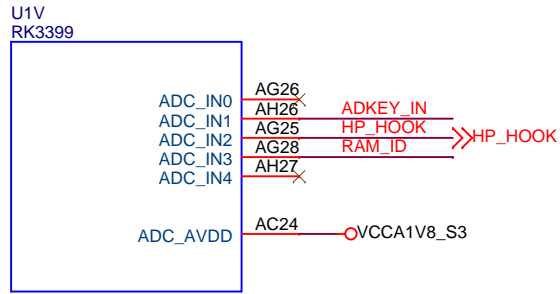 U1V
RK3399
ADC_IN0 AG26
ADC_IN1 AH26 ADKEY_IN
ADC_IN2 AG25 HP_HOOK HP_HOOK
ADC_IN3 AG28 RAM_ID
ADC_IN4 AH27
ADC_AVDD AC24 VCCA1V8_S3